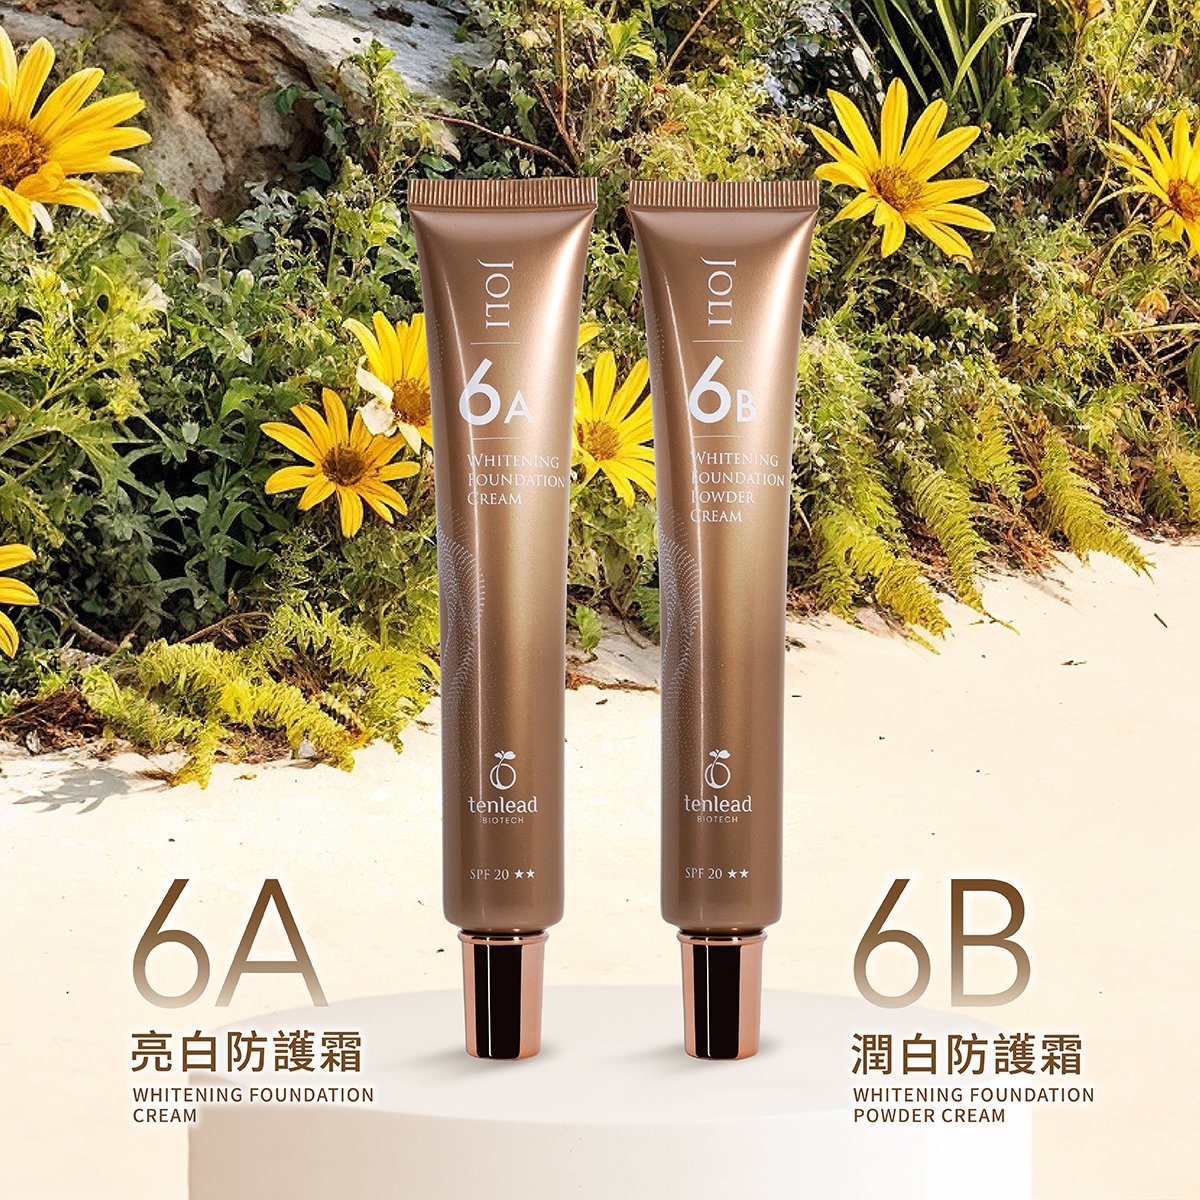 JOLI
6A
WHITENING
FOUNDATION
CREAM
tenlead
BIOTECH
SPF 20 ★★
JOLI
6B
WHITENING
FOUNDATION
POWDER
CREAM
tenlead
BIOTECH
SPF 20 ★★
6A
亮白防護霜
WHITENING FOUNDATION
CREAM
6B
潤白防護霜
WHITENING FOUNDATION
POWDER CREAM